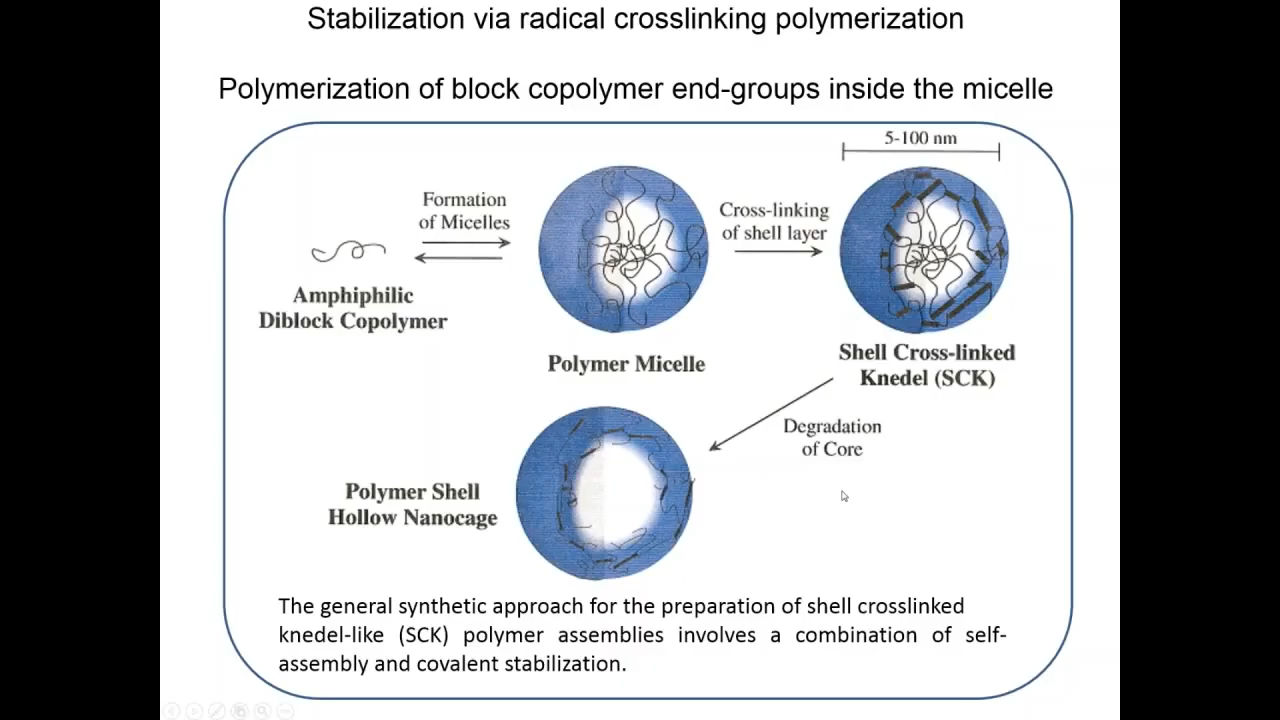 Stabilization via radical crosslinking polymerization
Polymerization of block copolymer end-groups inside the micelle
5-100 nm
Formation
of Micelles
Cross-linking
of shell layer
Amphiphilic
Diblock Copolymer
Polymer Micelle
Shell Cross-linked
Knedel (SCK)
Degradation
of Core
Polymer Shell
Hollow Nanocage
The general synthetic approach for the preparation of shell crosslinked
knedel-like (SCK) polymer assemblies involves a combination of self-
assembly and covalent stabilization.